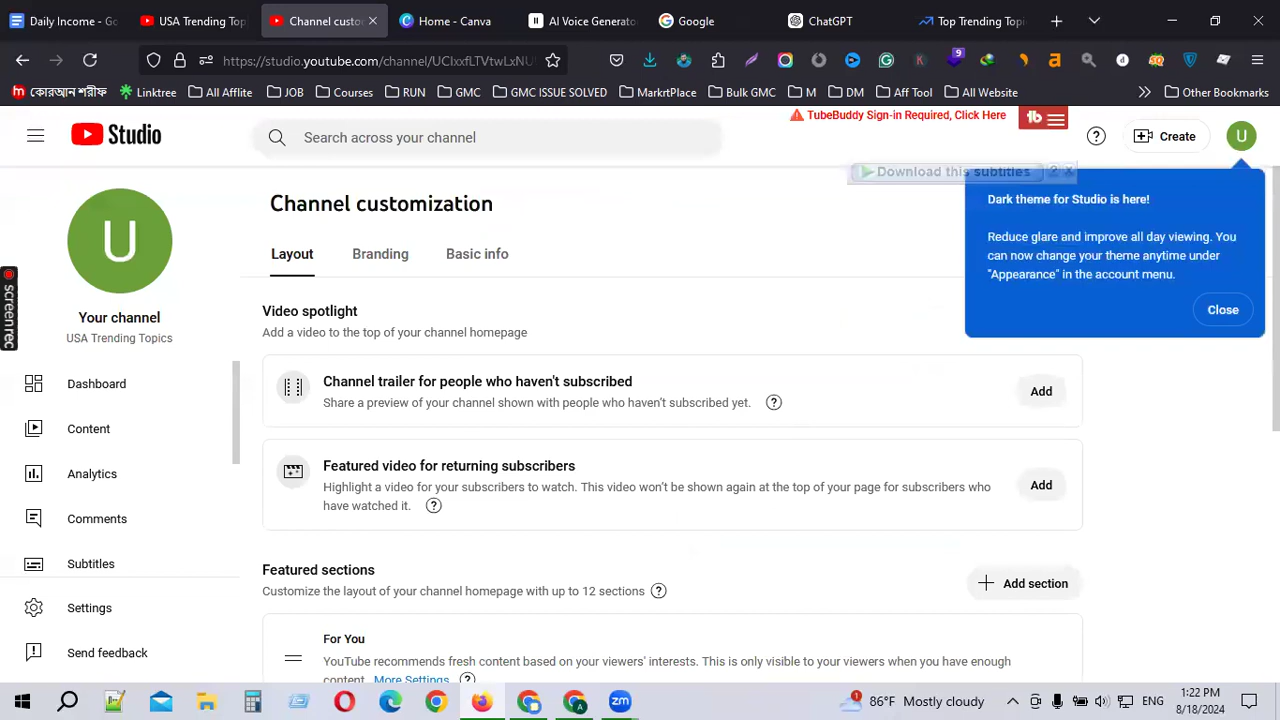 Daily Income - Go
USA Trending Topi
Channel custo
Home - Canva
AI Voice Generato
Google
ChatGPT
Top Trending Topi
https://studio.youtube.com/channel/UCIxxfLTVtwLxNU
9
কোরআন শরীফ
Linktree
All Afflite
JOB
Courses
RUN
GMC
GMC ISSUE SOLVED
MarkrtPlace
Bulk GMC
M
DM
Aff Tool
All Website
Other Bookmarks
Studio
Search across your channel
TubeBuddy Sign-in Required, Click Here
Create
U
Download this subtitles
Dark theme for Studio is here!
Reduce glare and improve all day viewing. You
can now change your theme anytime under
"Appearance" in the account menu.
Close
U
Your channel
USA Trending Topics
Dashboard
Content
Analytics
Comments
Subtitles
Settings
Send feedback
screen rec
Channel customization
Layout
Branding
Basic info
Video spotlight
Add a video to the top of your channel homepage
Channel trailer for people who haven't subscribed
Share a preview of your channel shown with people who haven't subscribed yet.
Add
Featured video for returning subscribers
Highlight a video for your subscribers to watch. This video won't be shown again at the top of your page for subscribers who
have watched it.
Add
Featured sections
Customize the layout of your channel homepage with up to 12 sections
Add section
For You
YouTube recommends fresh content based on your viewers' interests. This is only visible to your viewers when you have enough
content. More Settings
zm
86°F Mostly cloudy
ENG
1:22 PM
8/18/2024